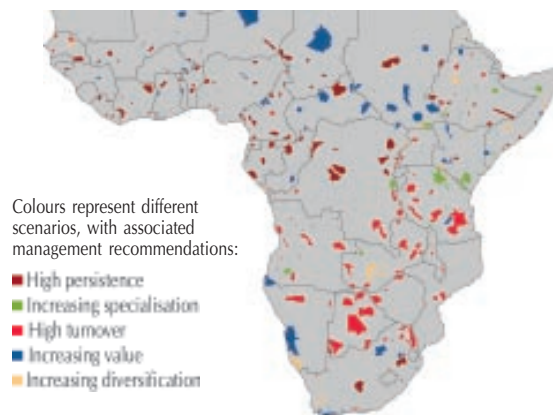 Colours represent different
scenarios, with associated
management recommendations:
High persistence
Increasing specialisation
High turnover
Increasing value
Increasing diversification